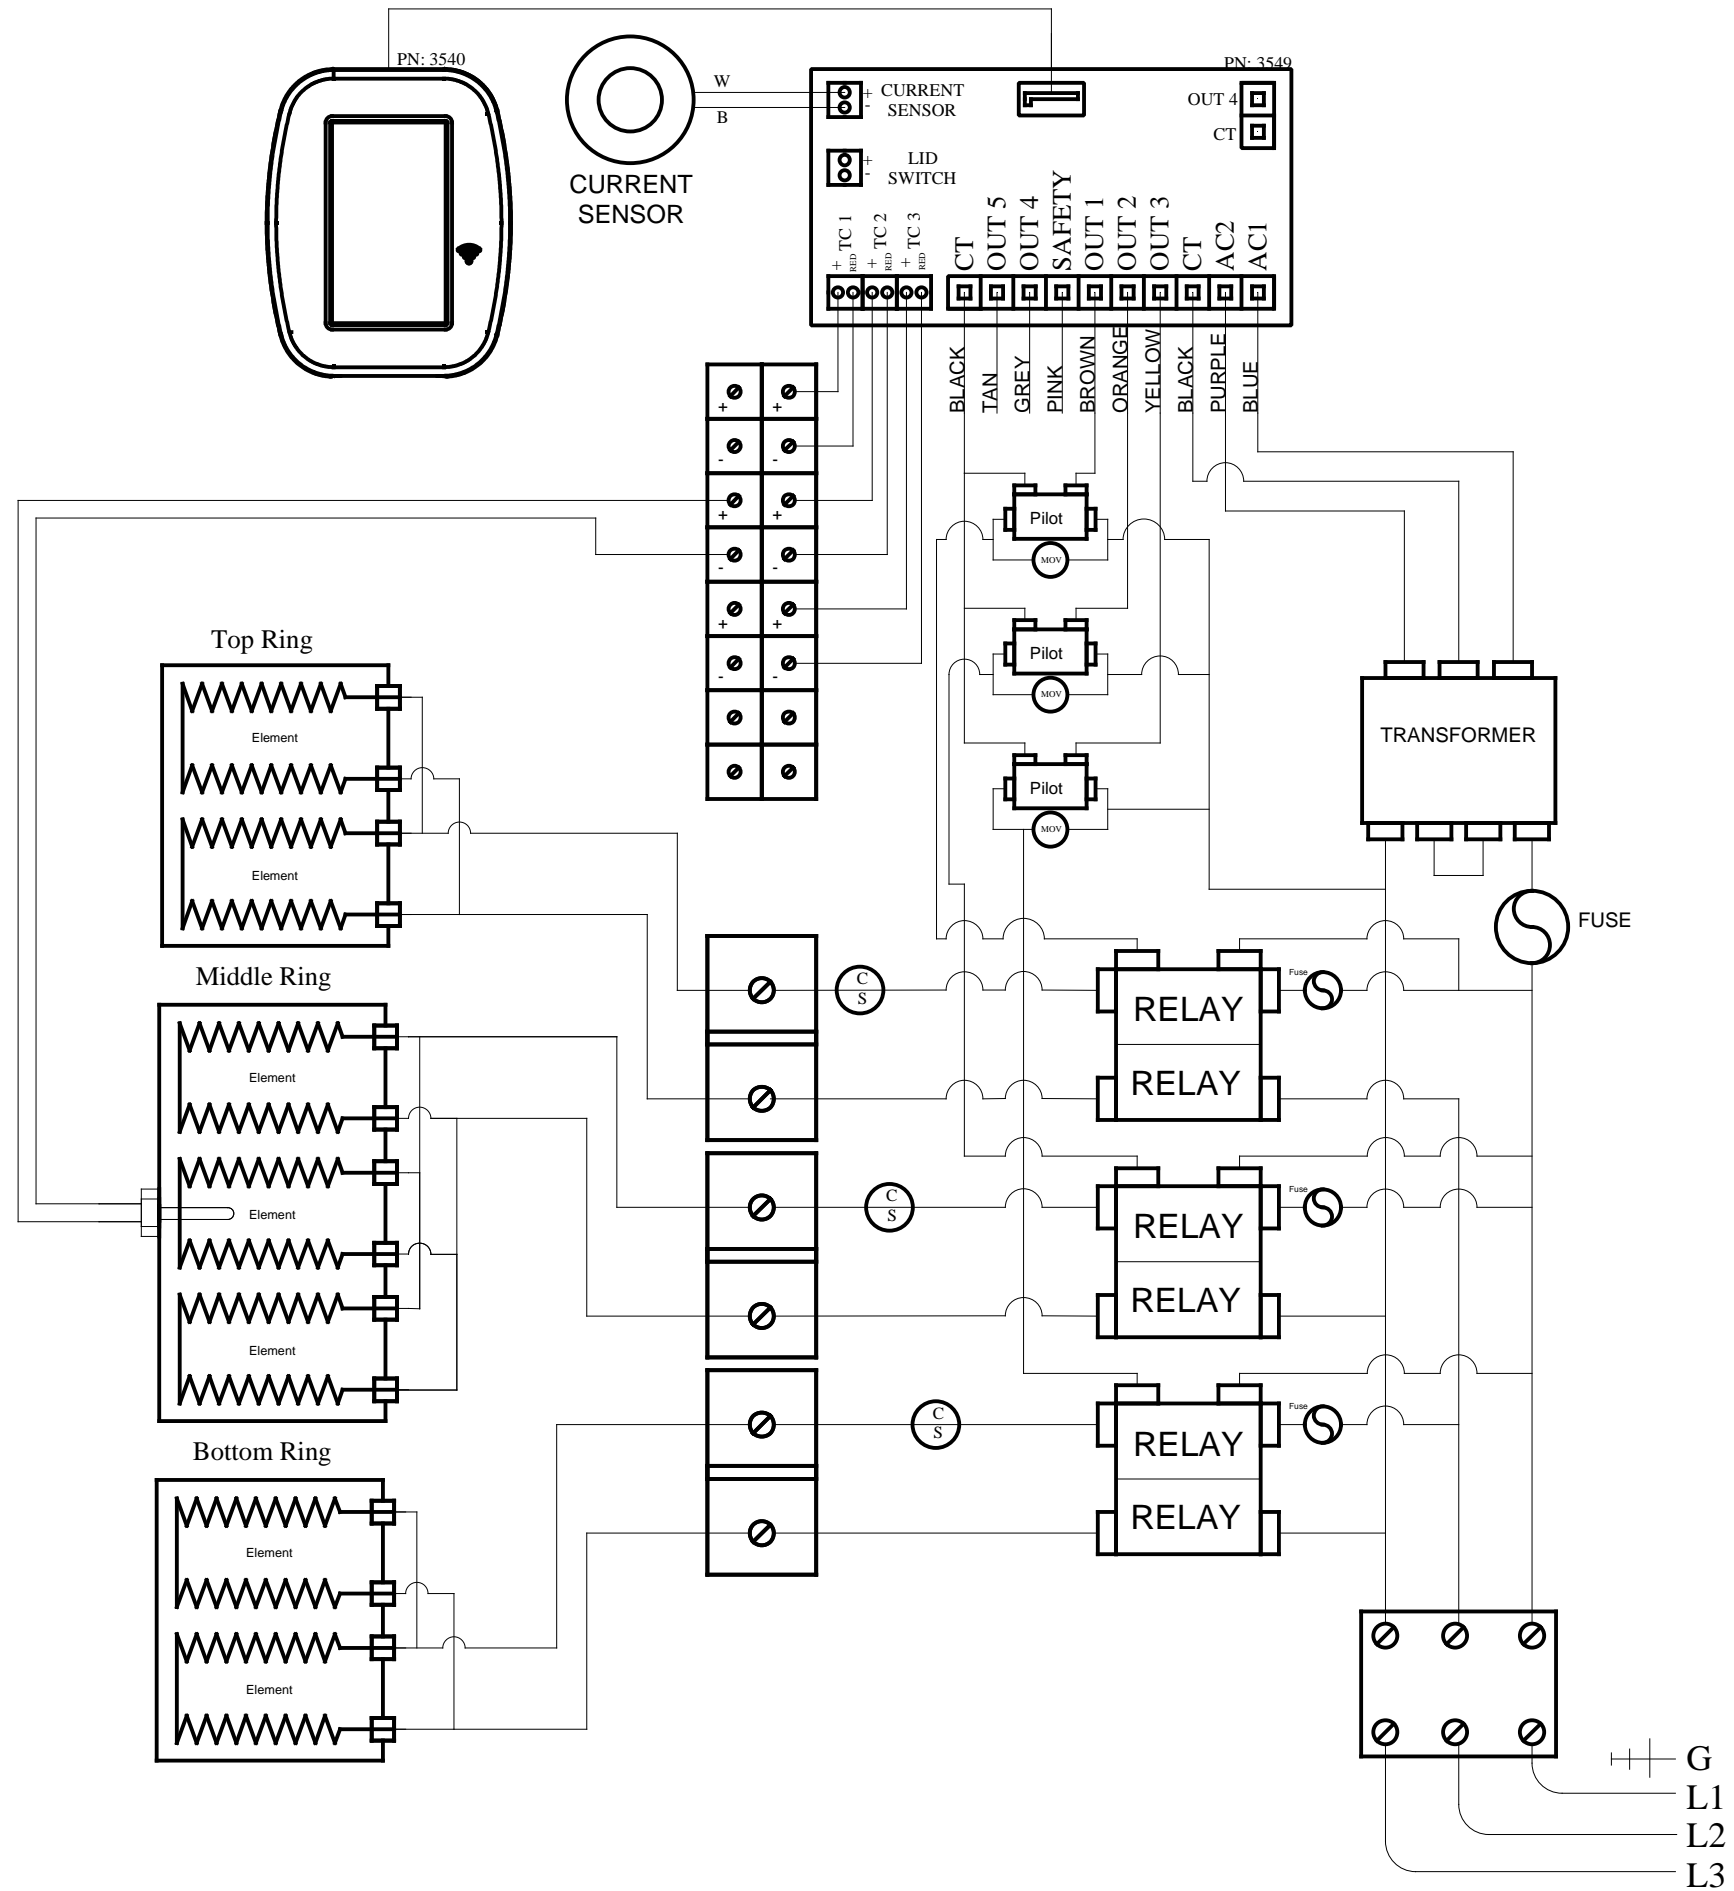 PN: 3540
PN: 3549
W
B
CURRENT
SENSOR
+
CURRENT
-
SENSOR
OUT 4
CT
+
LID
-
SWITCH
+
TC 1
RED
+
TC 2
RED
+
TC 3
RED
CT
OUT 5
OUT 4
SAFETY
OUT 1
OUT 2
OUT 3
CT
AC2
AC1
BLACK
TAN
GREY
PINK
BROWN
ORANGE
YELLOW
BLACK
PURPLE
BLUE
+ +
- -
+ +
- -
+ +
- -
Pilot
MOV
Pilot
MOV
Pilot
MOV
TRANSFORMER
FUSE
Top Ring
Element
Element
Middle Ring
Element
Element
Element
Bottom Ring
Element
Element
C
S
RELAY
Fuse
RELAY
C
S
RELAY
Fuse
RELAY
C
S
RELAY
Fuse
RELAY
G
L1
L2
L3